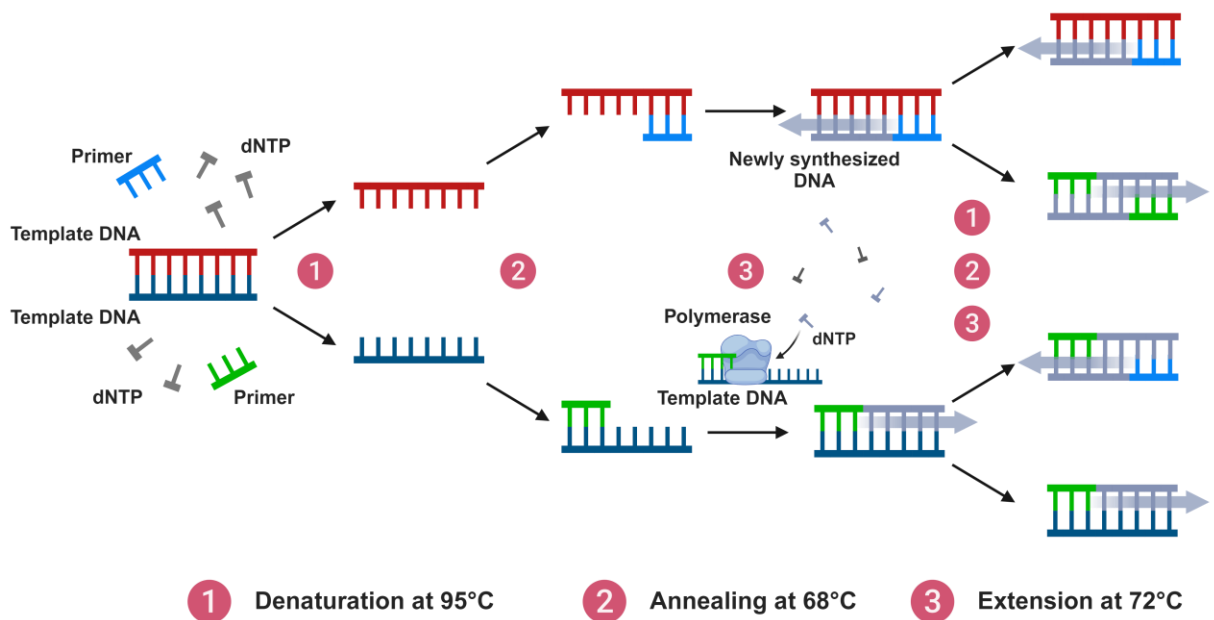 Primer
dNTP
Template DNA
Template DNA
dNTP
Primer
1
2
Newly synthesized
DNA
3
Polymerase
dNTP
Template DNA
1
2
3
1 Denaturation at 95°C
2 Annealing at 68°C
3 Extension at 72°C